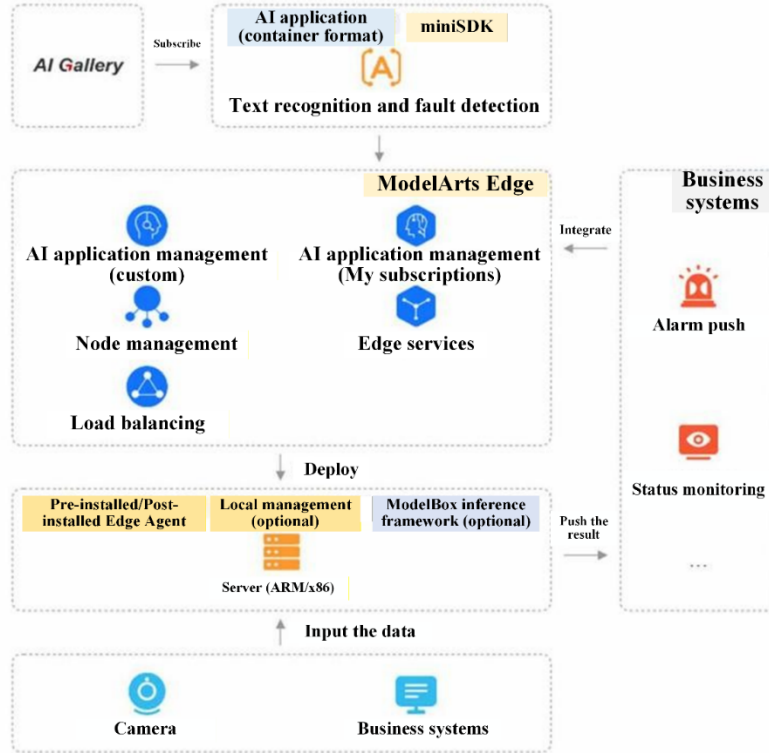 AI Gallery
Subscribe
AI application
(container format)
miniSDK
Text recognition and fault detection
ModelArts Edge
AI application management
(custom)
AI application management
(My subscriptions)
Node management
Edge services
Load balancing
Integrate
Business
systems
Alarm push
Status monitoring
...
Deploy
Pre-installed/Post-
installed Edge Agent
Local management
(optional)
ModelBox inference
framework (optional)
Server (ARM/x86)
Push the
result
Input the data
Camera
Business systems